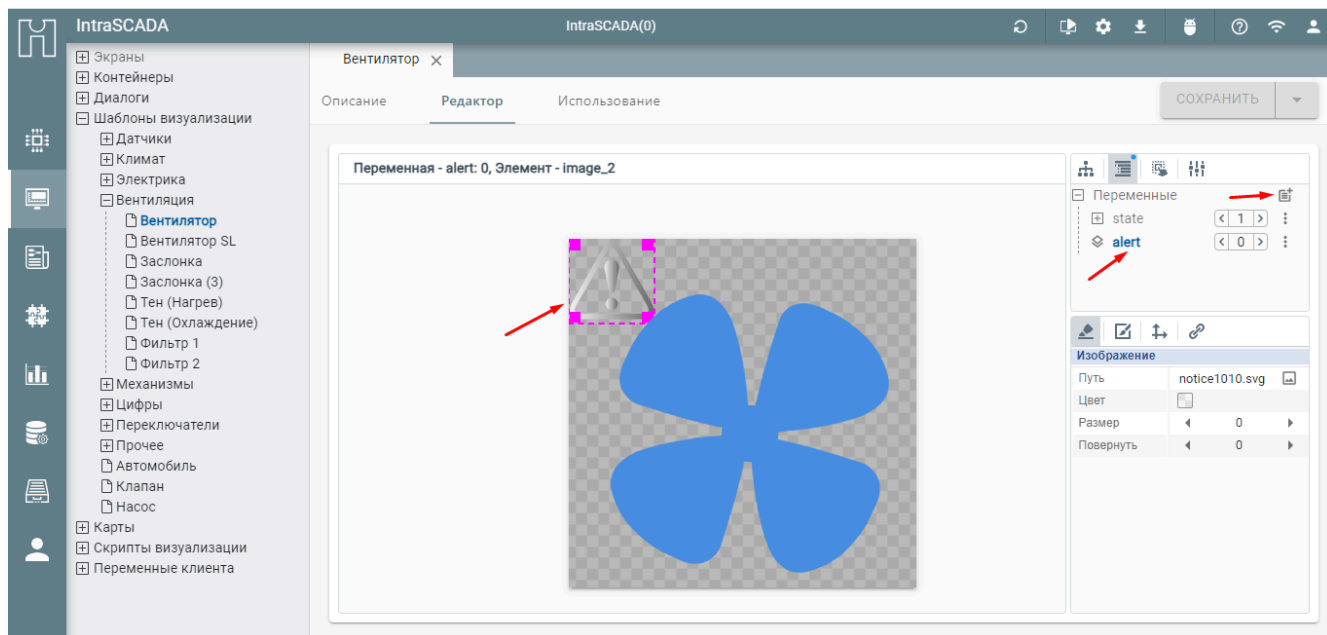 IntraSCADA
IntraSCADA(0)
Экраны
Контейнеры
Диалоги
Шаблоны визуализации
Датчики
Климат
Электрика
Вентиляция
Вентилятор
Вентилятор SL
Заслонка
Заслонка (3)
Тен (Нагрев)
Тен (Охлаждение)
Фильтр 1
Фильтр 2
Механизмы
Цифры
Переключатели
Прочее
Автомобиль
Клапан
Насос
Карты
Скрипты визуализации
Переменные клиента
Вентилятор
Описание Редактор Использование
СОХРАНИТЬ
Переменная - alert: 0, Элемент - image_2
Переменные
state 1
alert 0
Изображение
Путь notice1010.svg
Цвет
Размер 0
Повернуть 0